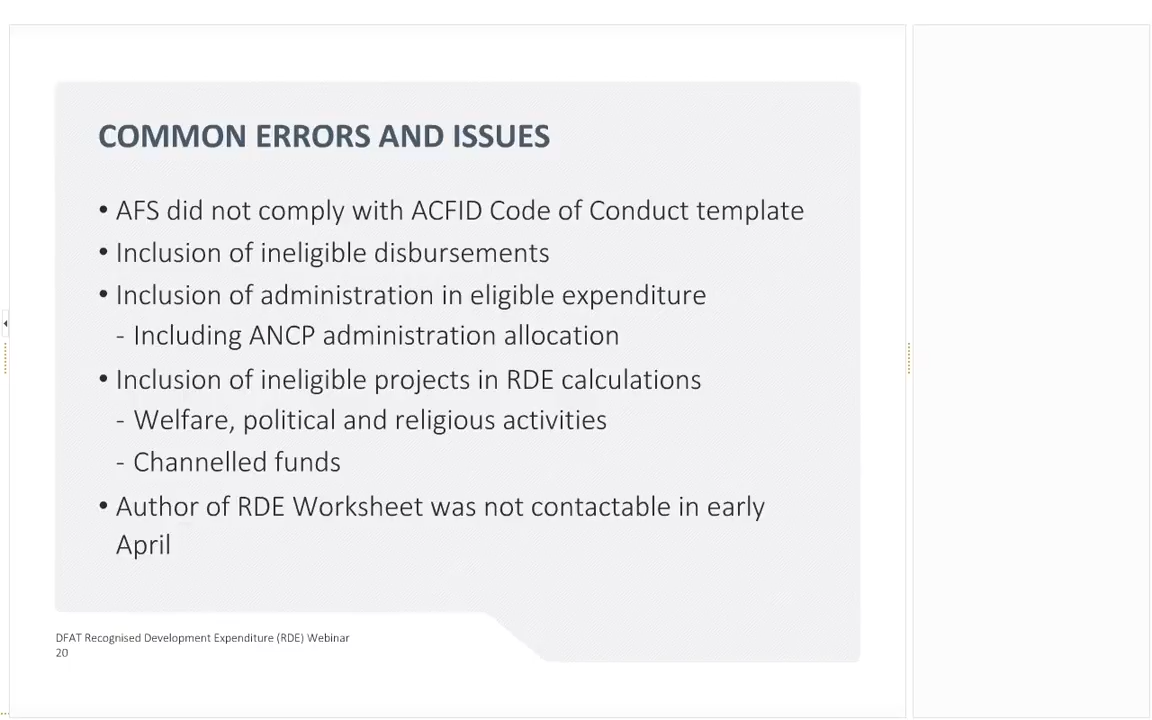 COMMON ERRORS AND ISSUES
• AFS did not comply with ACFID Code of Conduct template
• Inclusion of ineligible disbursements
• Inclusion of administration in eligible expenditure
- Including ANCP administration allocation
• Inclusion of ineligible projects in RDE calculations
- Welfare, political and religious activities
- Channelled funds
• Author of RDE Worksheet was not contactable in early
April
DFAT Recognised Development Expenditure (RDE) Webinar
20